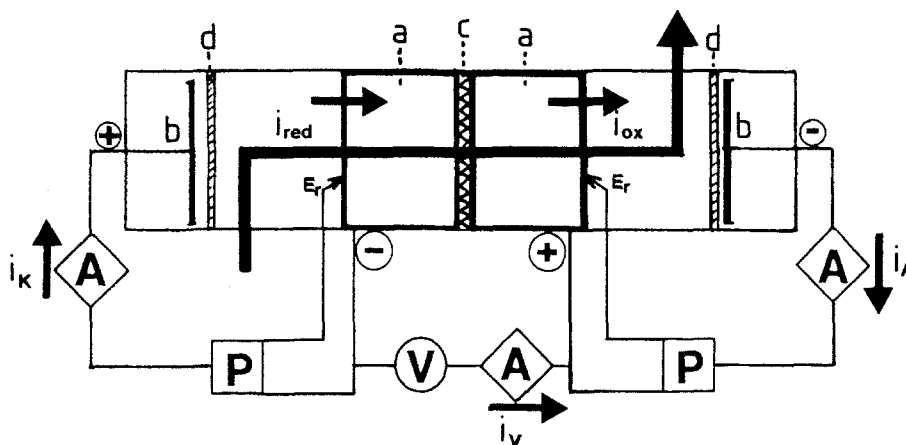 d a c a d
b i_red i_ox b
+ -
E_r E_r
- +
i_K A A i_A
P V A P
i_V